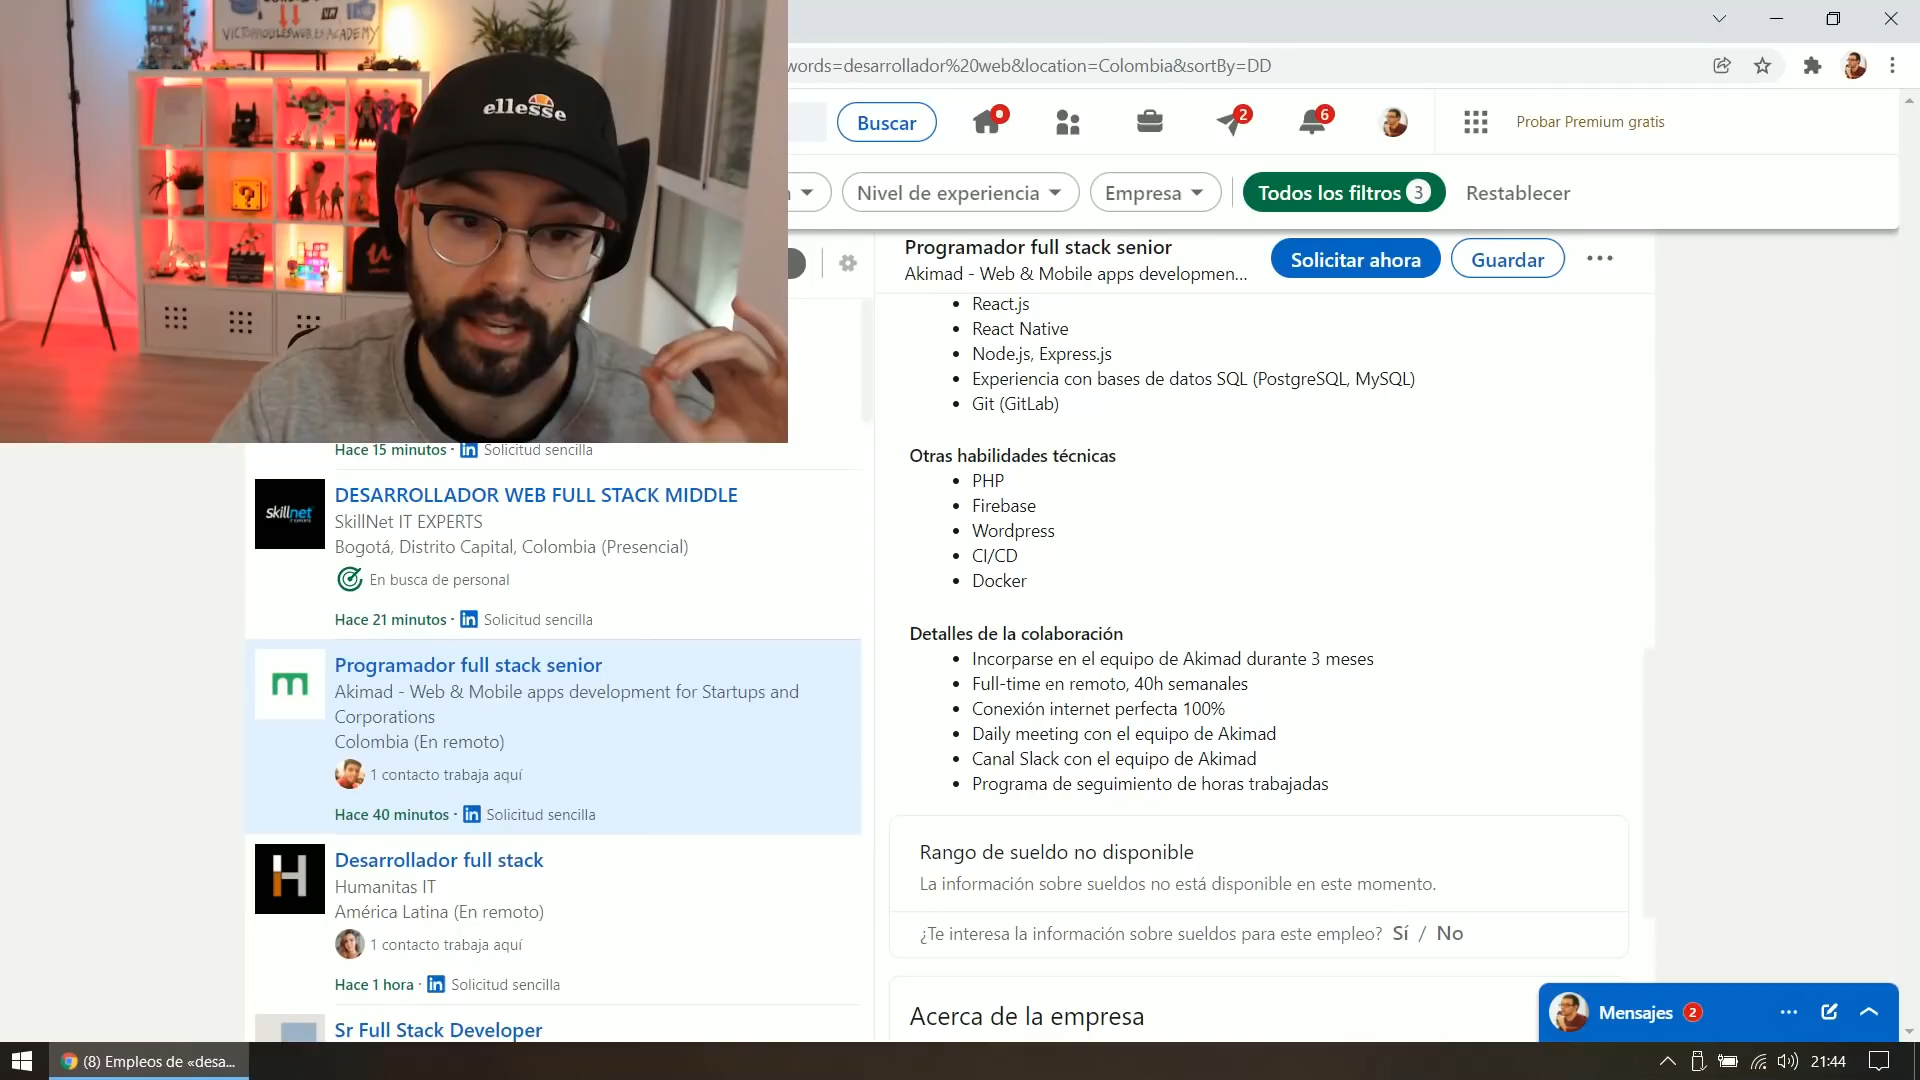 VICTORROBLESWEB.ES/ACADEMY
ellesse
words=desarrollador%20web&location=Colombia&sortBy=DD
Buscar
2
6
Probar Premium gratis
Nivel de experiencia
Empresa
Todos los filtros 3
Restablecer
Programador full stack senior
Akimad - Web & Mobile apps developmen...
Solicitar ahora
Guardar
React.js
React Native
Node.js, Express.js
Experiencia con bases de datos SQL (PostgreSQL, MySQL)
Git (GitLab)
Otras habilidades técnicas
PHP
Firebase
Wordpress
CI/CD
Docker
Detalles de la colaboración
Incorparse en el equipo de Akimad durante 3 meses
Full-time en remoto, 40h semanales
Conexión internet perfecta 100%
Daily meeting con el equipo de Akimad
Canal Slack con el equipo de Akimad
Programa de seguimiento de horas trabajadas
Rango de sueldo no disponible
La información sobre sueldos no está disponible en este momento.
¿Te interesa la información sobre sueldos para este empleo? Sí / No
Acerca de la empresa
Hace 15 minutos · in Solicitud sencilla
skillnet
IT EXPERTS
DESARROLLADOR WEB FULL STACK MIDDLE
SkillNet IT EXPERTS
Bogotá, Distrito Capital, Colombia (Presencial)
En busca de personal
Hace 21 minutos · in Solicitud sencilla
m
Programador full stack senior
Akimad - Web & Mobile apps development for Startups and
Corporations
Colombia (En remoto)
1 contacto trabaja aquí
Hace 40 minutos · in Solicitud sencilla
H
Desarrollador full stack
Humanitas IT
América Latina (En remoto)
1 contacto trabaja aquí
Hace 1 hora · in Solicitud sencilla
Sr Full Stack Developer
Mensajes 2
(8) Empleos de «desa...
21:44